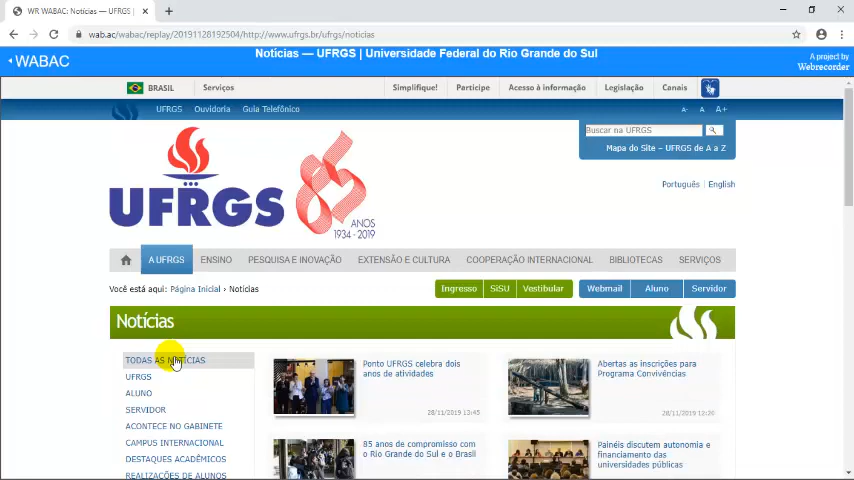 WR WABAC: Notícias — UFRGS |
wab.ac/wabac/replay/20191128192504/http://www.ufrgs.br/ufrgs/noticias
WABAC
Notícias — UFRGS | Universidade Federal do Rio Grande do Sul
A project by
Webrecorder
BRASIL Serviços Simplifique! Participe Acesso à informação Legislação Canais
UFRGS Ouvidoria Guia Telefônico A- A A+
Buscar na UFRGS
Mapa do Site – UFRGS de A a Z
Português | English
UFRGS
ANOS
1934 - 2019
A UFRGS ENSINO PESQUISA E INOVAÇÃO EXTENSÃO E CULTURA COOPERAÇÃO INTERNACIONAL BIBLIOTECAS SERVIÇOS
Você está aqui: Página Inicial › Notícias
Ingresso SiSU Vestibular Webmail Aluno Servidor
Notícias
TODAS AS NOTÍCIAS
UFRGS
ALUNO
SERVIDOR
ACONTECE NO GABINETE
CAMPUS INTERNACIONAL
DESTAQUES ACADÊMICOS
REALIZAÇÕES DE ALUNOS
Ponto UFRGS celebra dois
anos de atividades
28/11/2019 13:45
Abertas as inscrições para
Programa Convivências
28/11/2019 12:20
85 anos de compromisso com
o Rio Grande do Sul e o Brasil
Painéis discutem autonomia e
financiamento das
universidades públicas